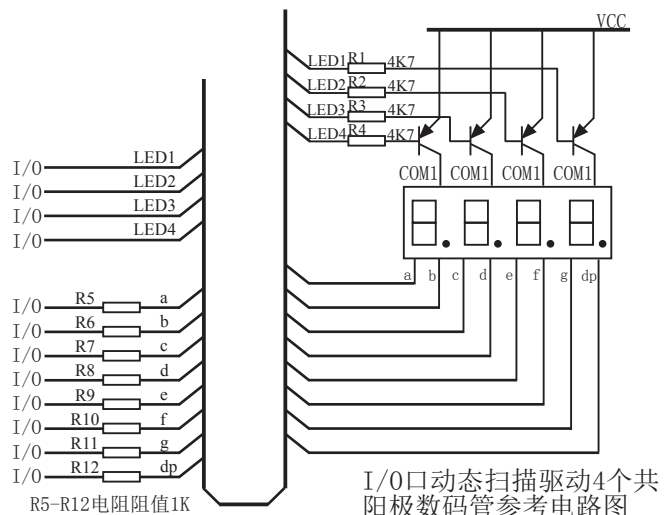 VCC
LED1 R1 4K7
LED2 R2 4K7
LED3 R3 4K7
LED4 R4 4K7
COM1 COM1 COM1 COM1
I/O LED1
I/O LED2
I/O LED3
I/O LED4
a b c d e f g dp
I/O R5 a
I/O R6 b
I/O R7 c
I/O R8 d
I/O R9 e
I/O R10 f
I/O R11 g
I/O R12 dp
R5-R12电阻阻值1K
I/O口动态扫描驱动4个共
阳极数码管参考电路图